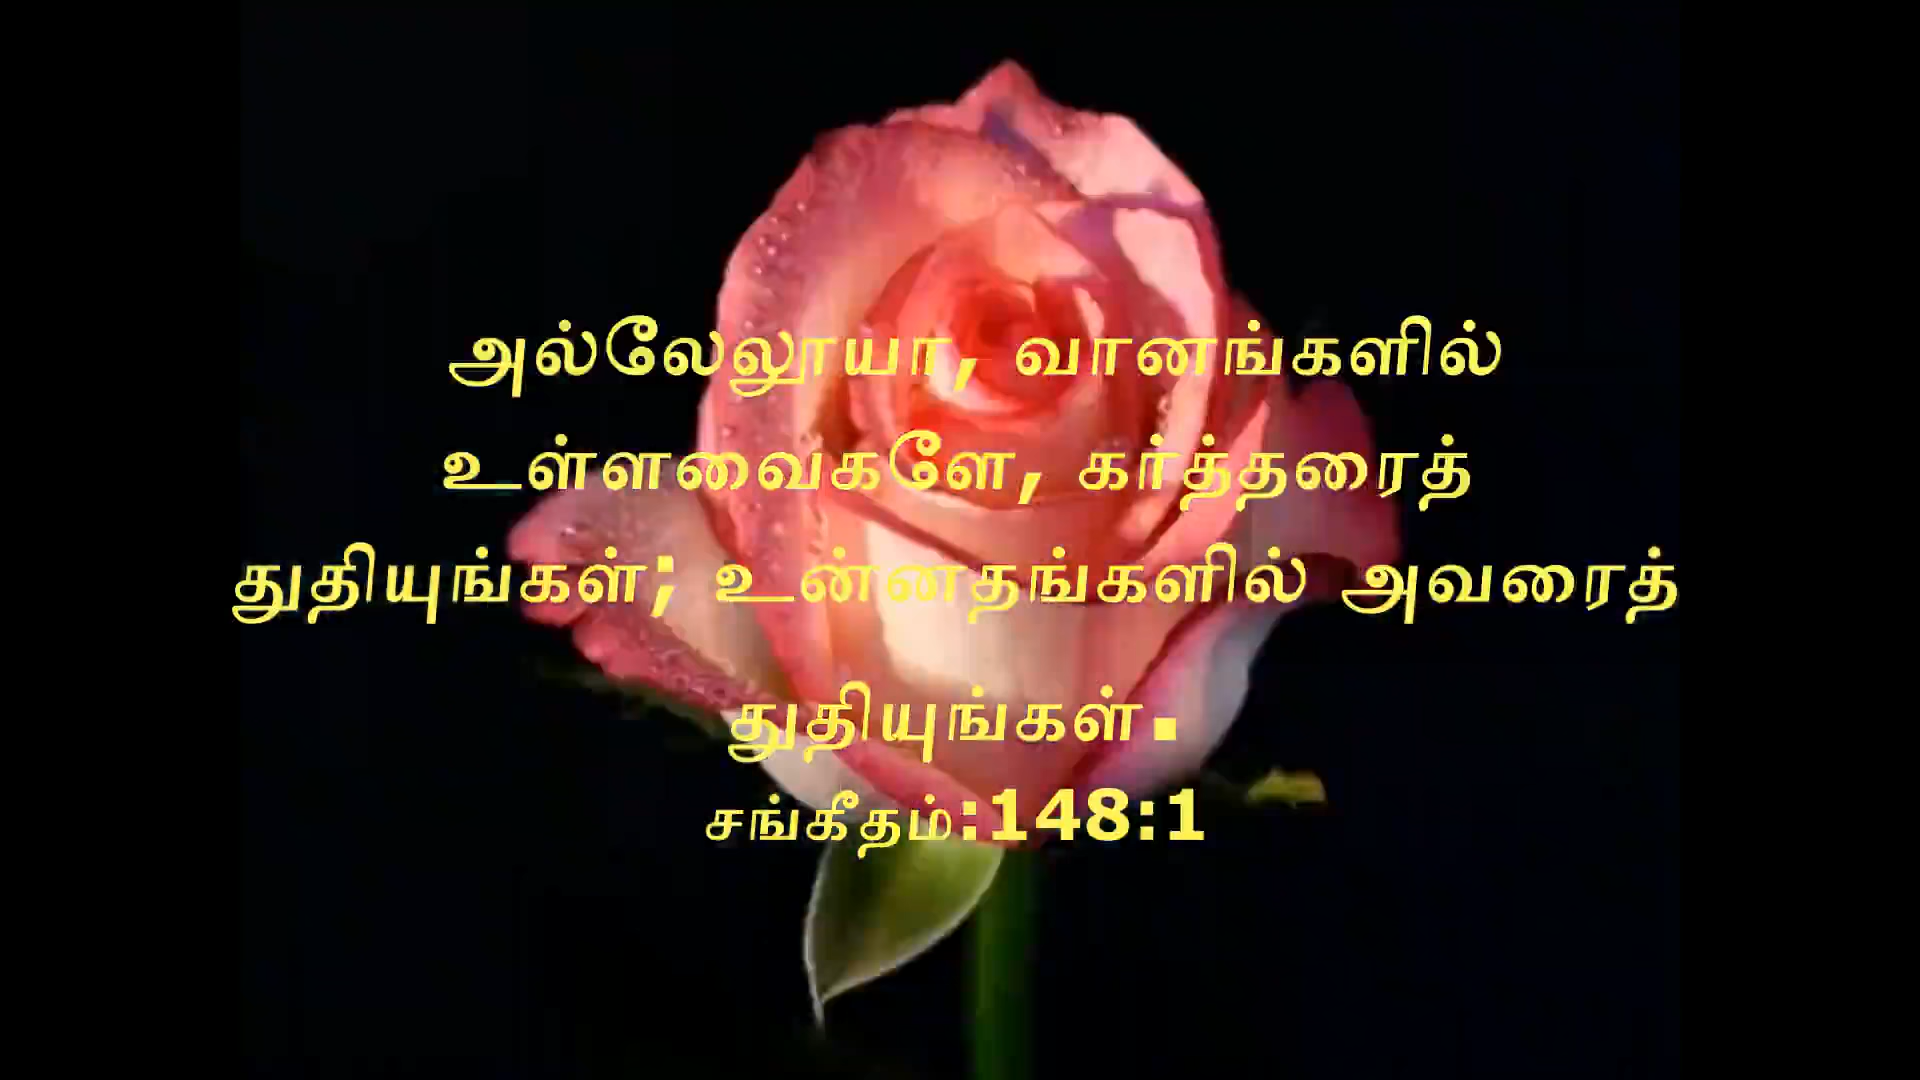 அல்லேலூயா, வானங்களில்
உள்ளவைகளே, கர்த்தரைத்
துதியுங்கள்; உன்னதங்களில் அவரைத்
துதியுங்கள்.
சங்கீதம்:148:1